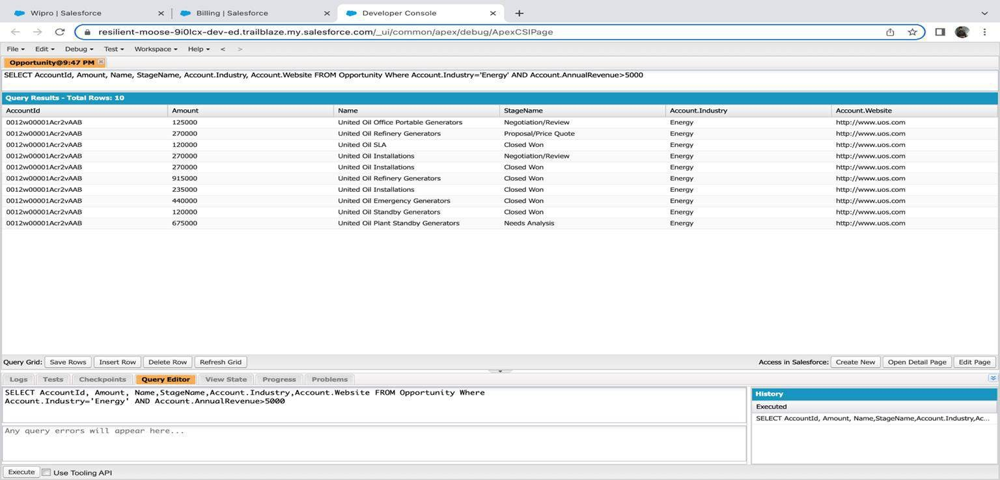 Wipro | Salesforce
Billing | Salesforce
Developer Console
resilient-moose-9i0lcx-dev-ed.trailblaze.my.salesforce.com/_ui/common/apex/debug/ApexCSIPage
File Edit Debug Test Workspace Help < >
Opportunity@9:47 PM
SELECT AccountId, Amount, Name, StageName, Account.Industry, Account.Website FROM Opportunity Where Account.Industry='Energy' AND Account.AnnualRevenue>5000
Query Results - Total Rows: 10
AccountId Amount Name StageName Account.Industry Account.Website
0012w00001Acr2vAAB 125000 United Oil Office Portable Generators Negotiation/Review Energy http://www.uos.com
0012w00001Acr2vAAB 270000 United Oil Refinery Generators Proposal/Price Quote Energy http://www.uos.com
0012w00001Acr2vAAB 120000 United Oil SLA Closed Won Energy http://www.uos.com
0012w00001Acr2vAAB 270000 United Oil Installations Negotiation/Review Energy http://www.uos.com
0012w00001Acr2vAAB 270000 United Oil Installations Closed Won Energy http://www.uos.com
0012w00001Acr2vAAB 915000 United Oil Refinery Generators Closed Won Energy http://www.uos.com
0012w00001Acr2vAAB 235000 United Oil Installations Closed Won Energy http://www.uos.com
0012w00001Acr2vAAB 440000 United Oil Emergency Generators Closed Won Energy http://www.uos.com
0012w00001Acr2vAAB 120000 United Oil Standby Generators Closed Won Energy http://www.uos.com
0012w00001Acr2vAAB 675000 United Oil Plant Standby Generators Needs Analysis Energy http://www.uos.com
Query Grid: Save Rows Insert Row Delete Row Refresh Grid Access in Salesforce: Create New Open Detail Page Edit Page
Logs Tests Checkpoints Query Editor View State Progress Problems
SELECT AccountId, Amount, Name,StageName,Account.Industry,Account.Website FROM Opportunity Where
Account.Industry='Energy' AND Account.AnnualRevenue>5000
Any query errors will appear here...
History
Executed
SELECT AccountId, Amount, Name,StageName,Account.Industry,Ac...
Execute Use Tooling API